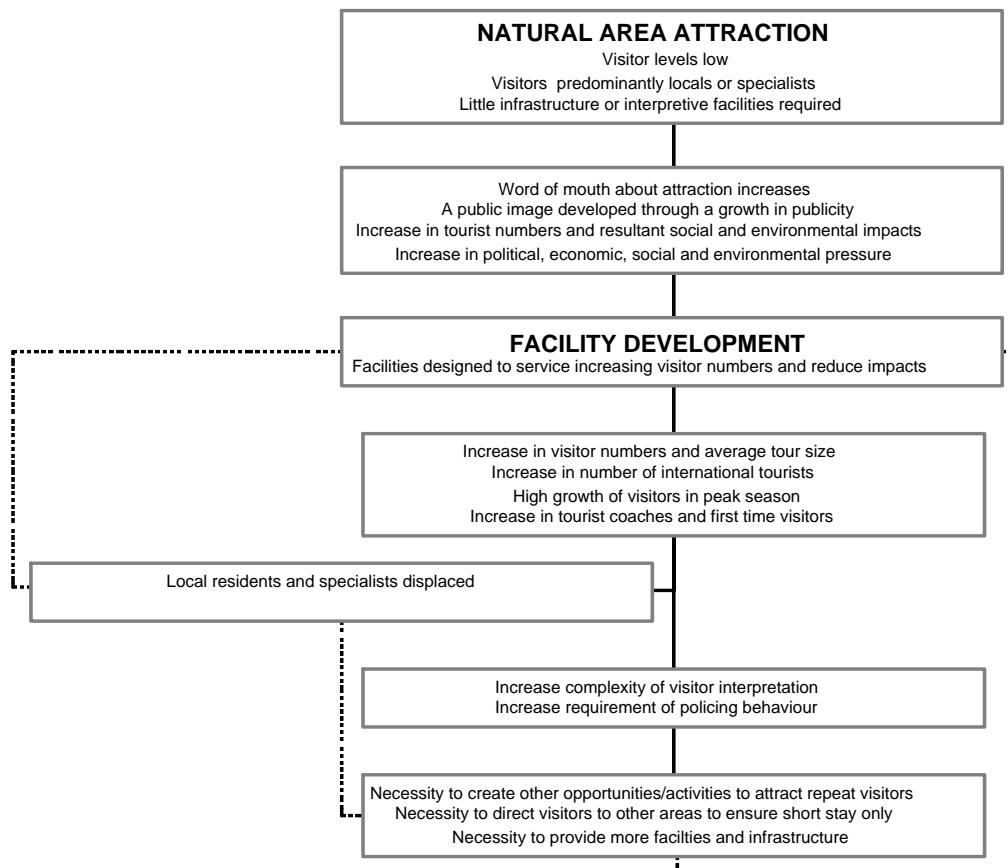 NATURAL AREA ATTRACTION
Visitor levels low
Visitors predominantly locals or specialists
Little infrastructure or interpretive facilities required
Word of mouth about attraction increases
A public image developed through a growth in publicity
Increase in tourist numbers and resultant social and environmental impacts
Increase in political, economic, social and environmental pressure
FACILITY DEVELOPMENT
Facilities designed to service increasing visitor numbers and reduce impacts
Increase in visitor numbers and average tour size
Increase in number of international tourists
High growth of visitors in peak season
Increase in tourist coaches and first time visitors
Local residents and specialists displaced
Increase complexity of visitor interpretation
Increase requirement of policing behaviour
Necessity to create other opportunities/activities to attract repeat visitors
Necessity to direct visitors to other areas to ensure short stay only
Necessity to provide more facilties and infrastructure